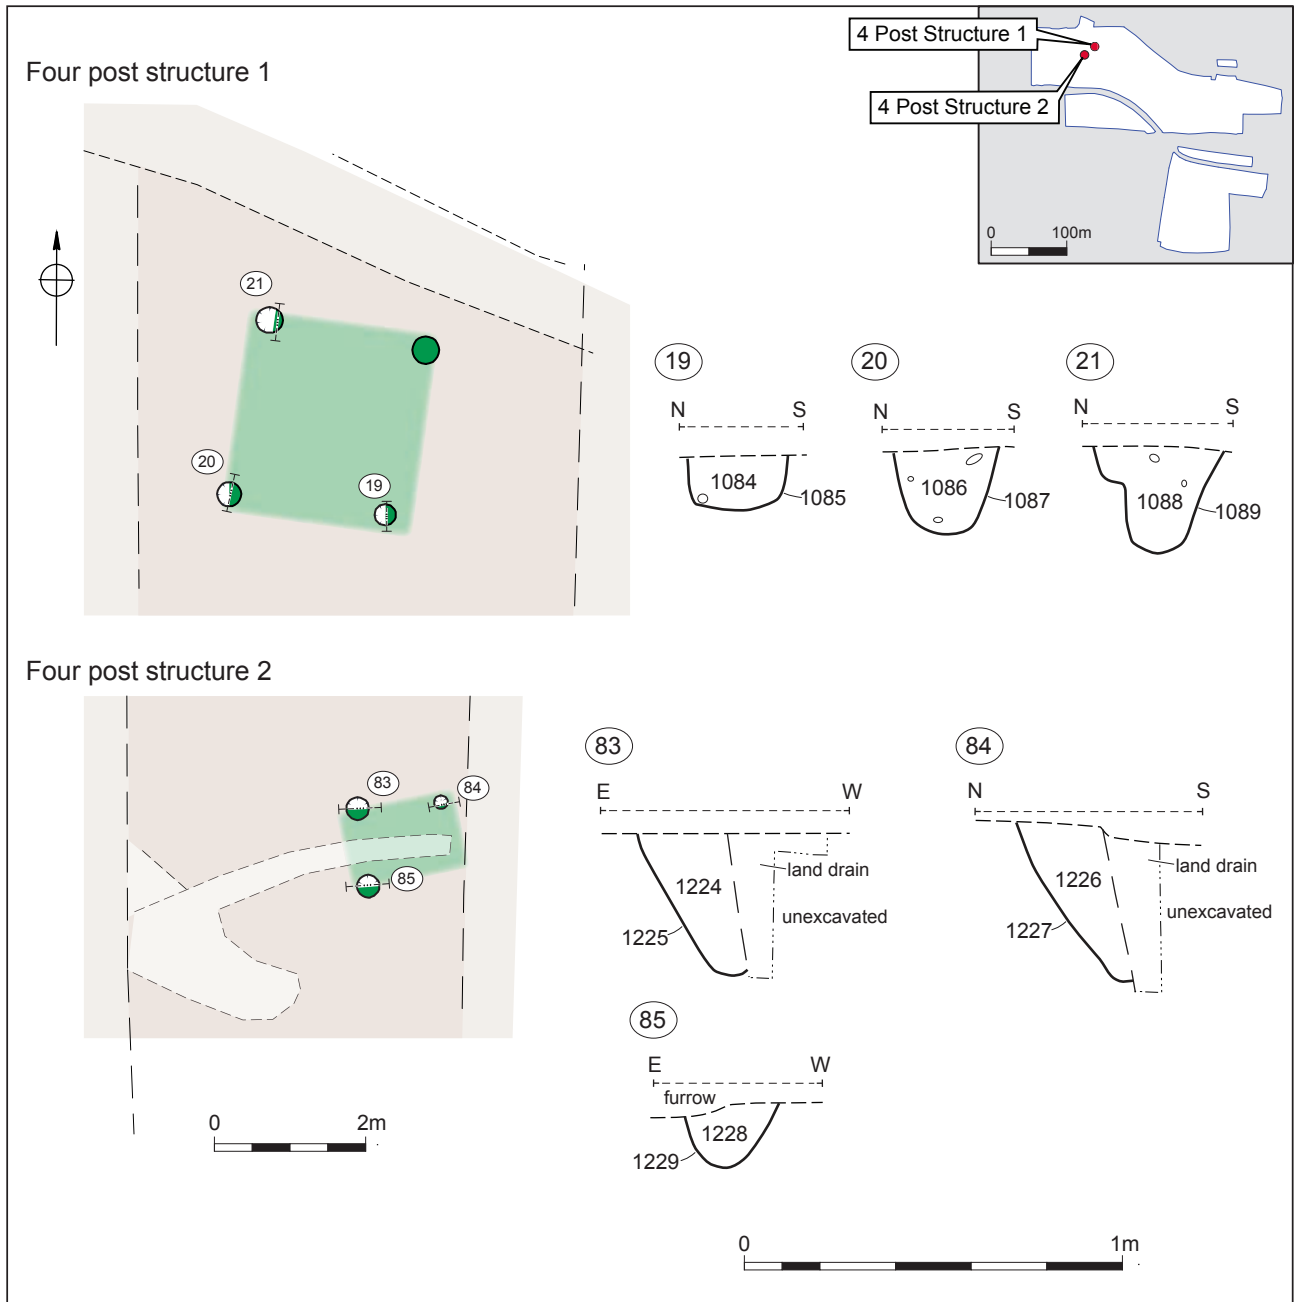 Four post structure 1
4 Post Structure 1
4 Post Structure 2
0 100m
21
20
19
19
N S
1084
1085
20
N S
1086
1087
21
N S
1088
1089
Four post structure 2
83
84
85
0 2m
83
E W
1224
land drain
unexcavated
1225
84
N S
1226
land drain
unexcavated
1227
85
E W
furrow
1228
1229
0 1m